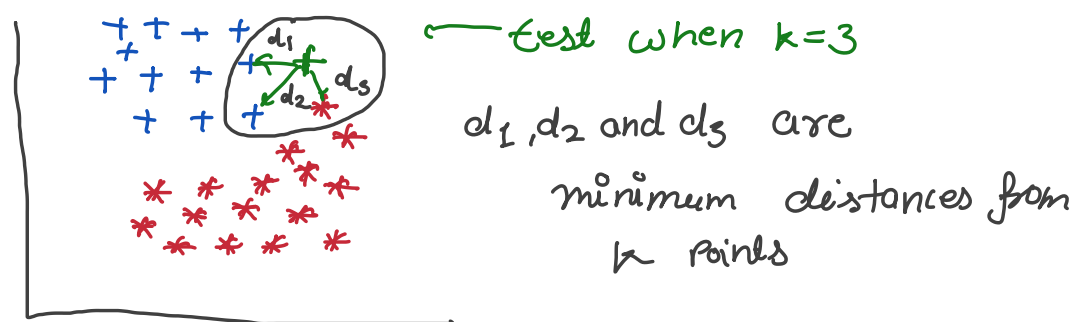 d1
d2
d3
test when k=3
d1,d2 and d3 are
minimum distances from
k points